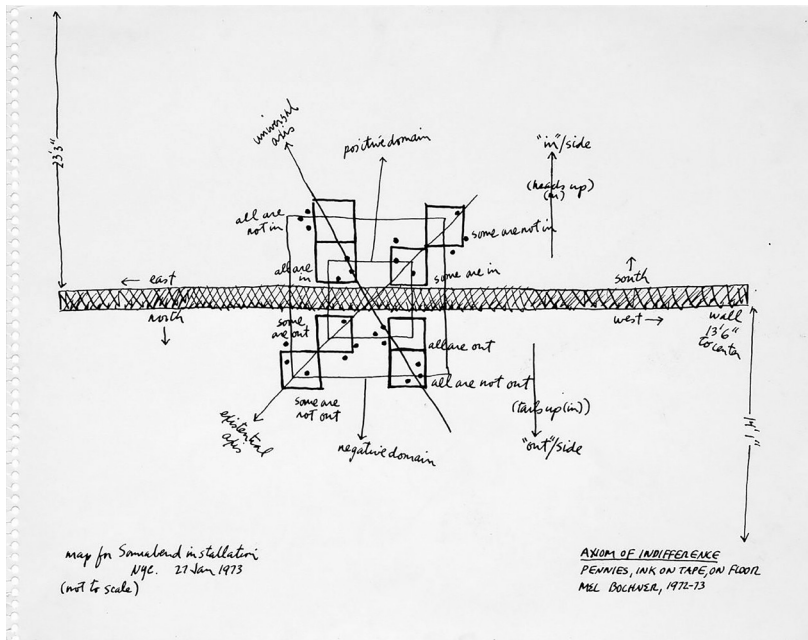 23'3"
universal
axis
positive domain
"in"/side
(heads up)
(in)
all are
not in
some are not in
all are
in
some are in
← east
south
north
west →
wall
13'6"
to center
some
are out
all are out
all are not out
some are
not out
(tails up (in))
existential
axis
negative domain
"out"/side
14'1"
map for Sonnabend installation
NYC. 27 Jan 1973
(not to scale)
AXIOM OF INDIFFERENCE
PENNIES, INK ON TAPE, ON FLOOR
MEL BOCHNER, 1972-73